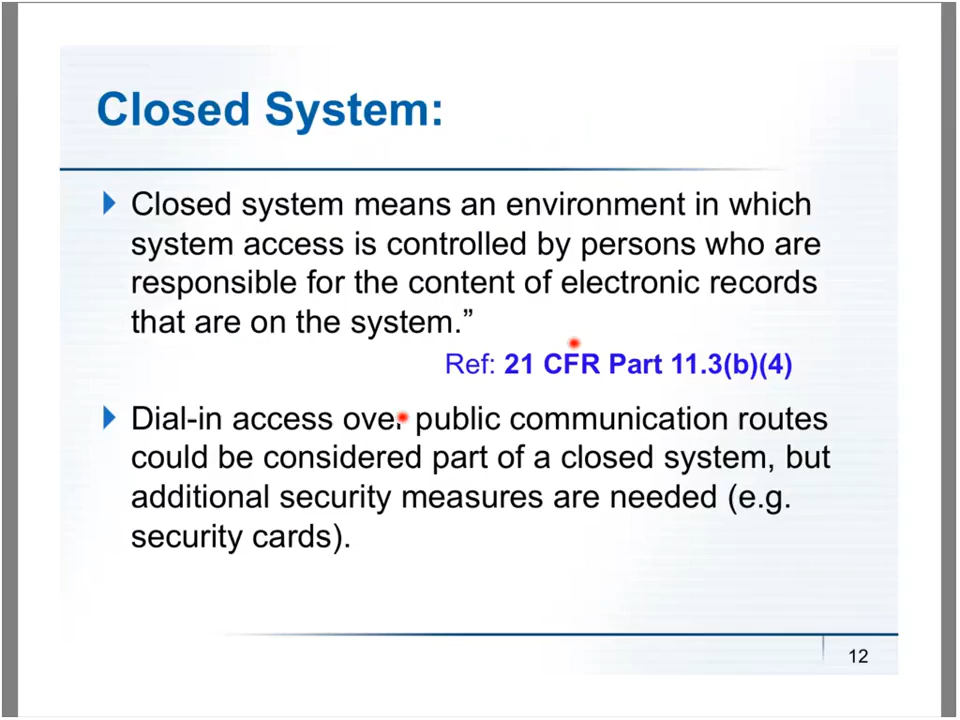 Closed System:
Closed system means an environment in which
system access is controlled by persons who are
responsible for the content of electronic records
that are on the system.”
Ref: 21 CFR Part 11.3(b)(4)
Dial-in access over public communication routes
could be considered part of a closed system, but
additional security measures are needed (e.g.
security cards).
12